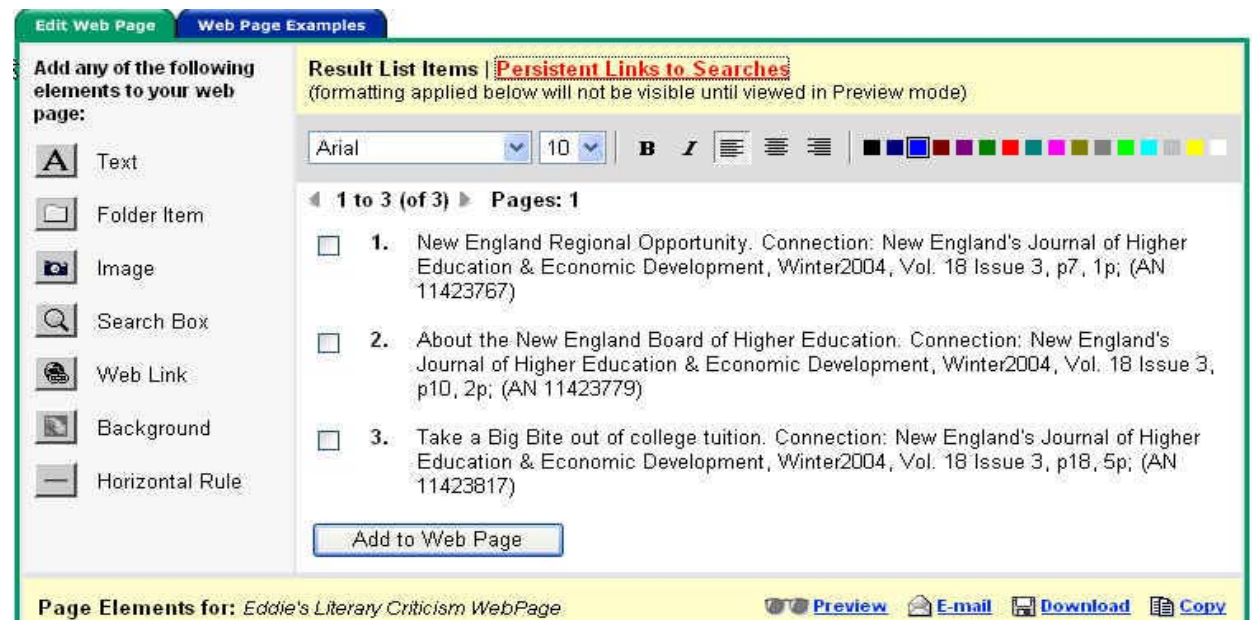 Edit Web Page Web Page Examples
Add any of the following
elements to your web
page:
Text
Folder Item
Image
Search Box
Web Link
Background
Horizontal Rule
Result List Items | Persistent Links to Searches
(formatting applied below will not be visible until viewed in Preview mode)
Arial 10 B I
1 to 3 (of 3) Pages: 1
1. New England Regional Opportunity. Connection: New England's Journal of Higher
Education & Economic Development, Winter2004, Vol. 18 Issue 3, p7, 1p; (AN
11423767)
2. About the New England Board of Higher Education. Connection: New England's
Journal of Higher Education & Economic Development, Winter2004, Vol. 18 Issue 3,
p10, 2p; (AN 11423779)
3. Take a Big Bite out of college tuition. Connection: New England's Journal of Higher
Education & Economic Development, Winter2004, Vol. 18 Issue 3, p18, 5p; (AN
11423817)
Add to Web Page
Page Elements for: Eddie's Literary Criticism WebPage Preview E-mail Download Copy